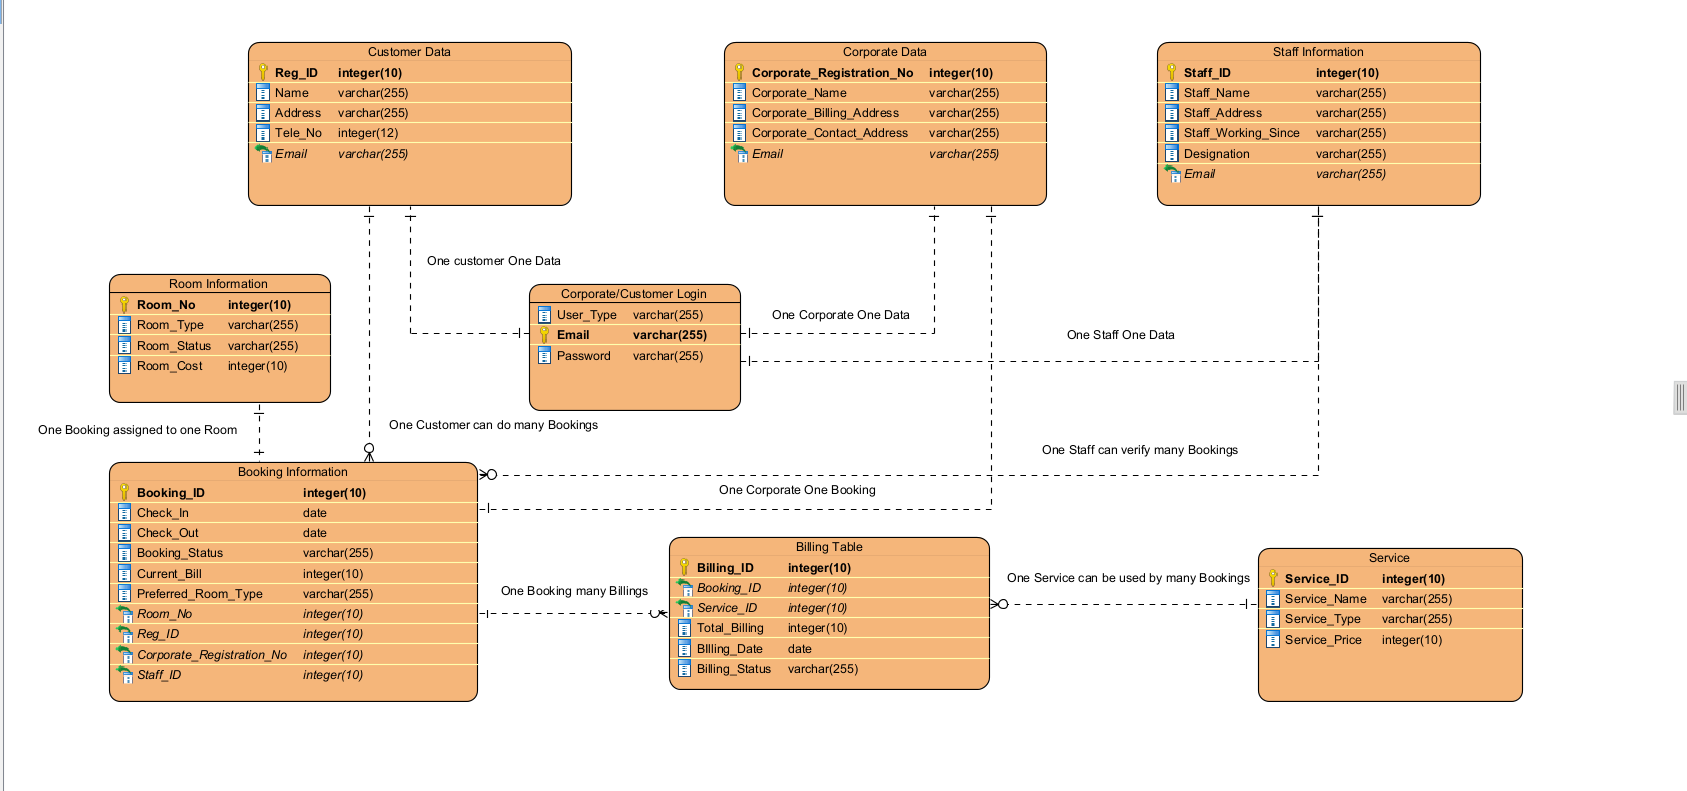 Customer Data
Reg_ID integer(10)
Name varchar(255)
Address varchar(255)
Tele_No integer(12)
Email varchar(255)
Corporate Data
Corporate_Registration_No integer(10)
Corporate_Name varchar(255)
Corporate_Billing_Address varchar(255)
Corporate_Contact_Address varchar(255)
Email varchar(255)
Staff Information
Staff_ID integer(10)
Staff_Name varchar(255)
Staff_Address varchar(255)
Staff_Working_Since varchar(255)
Designation varchar(255)
Email varchar(255)
One customer One Data
Room Information
Room_No integer(10)
Room_Type varchar(255)
Room_Status varchar(255)
Room_Cost integer(10)
Corporate/Customer Login
User_Type varchar(255)
Email varchar(255)
Password varchar(255)
One Corporate One Data
One Staff One Data
One Booking assigned to one Room
One Customer can do many Bookings
One Staff can verify many Bookings
One Corporate One Booking
Booking Information
Booking_ID integer(10)
Check_In date
Check_Out date
Booking_Status varchar(255)
Current_Bill integer(10)
Preferred_Room_Type varchar(255)
Room_No integer(10)
Reg_ID integer(10)
Corporate_Registration_No integer(10)
Staff_ID integer(10)
One Booking many Billings
Billing Table
Billing_ID integer(10)
Booking_ID integer(10)
Service_ID integer(10)
Total_Billing integer(10)
BIlling_Date date
Billing_Status varchar(255)
One Service can be used by many Bookings
Service
Service_ID integer(10)
Service_Name varchar(255)
Service_Type varchar(255)
Service_Price integer(10)